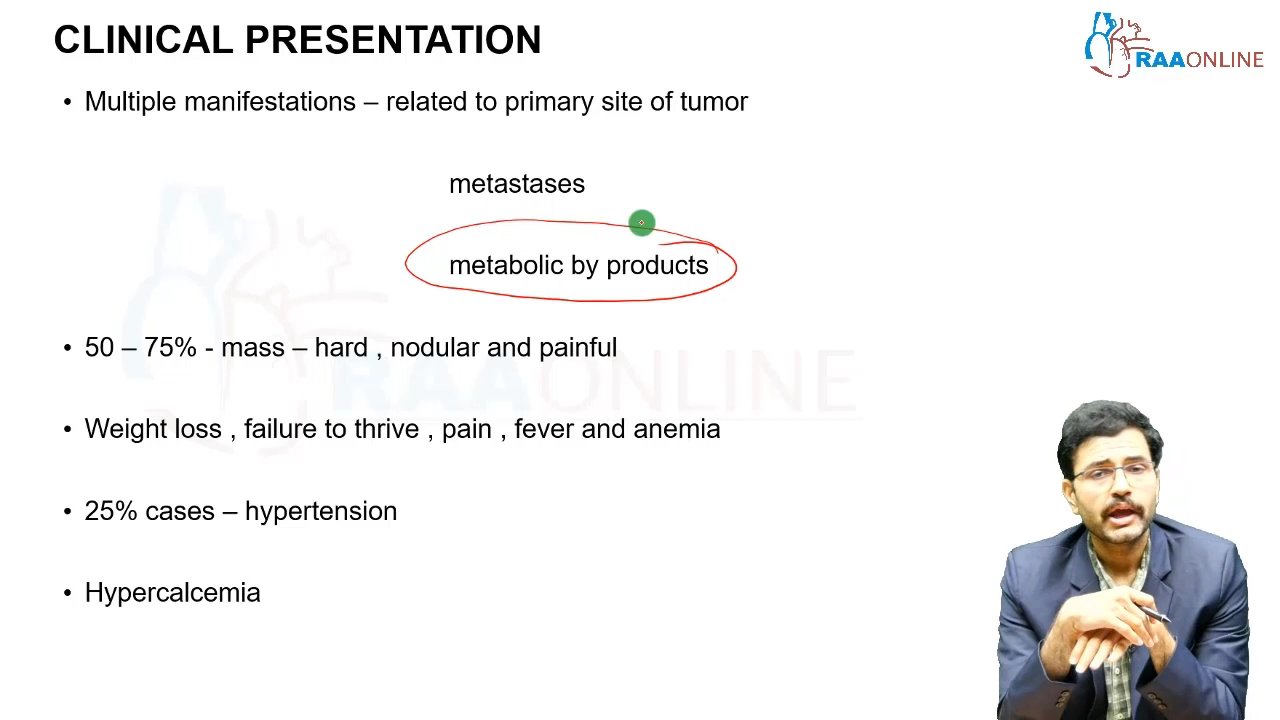 CLINICAL PRESENTATION
RAAONLINE
• Multiple manifestations – related to primary site of tumor
metastases
metabolic by products
• 50 – 75% - mass – hard , nodular and painful
RAAONLINE
• Weight loss , failure to thrive , pain , fever and anemia
• 25% cases – hypertension
• Hypercalcemia